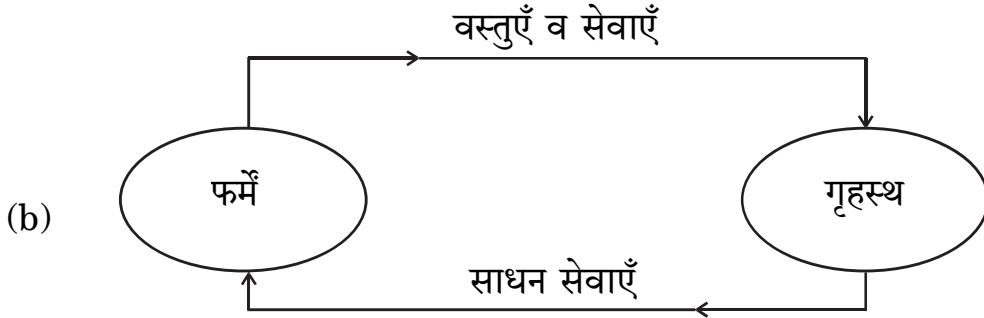 वस्तुएँ व सेवाएँ
फर्में
गृहस्थ
(b)
साधन सेवाएँ